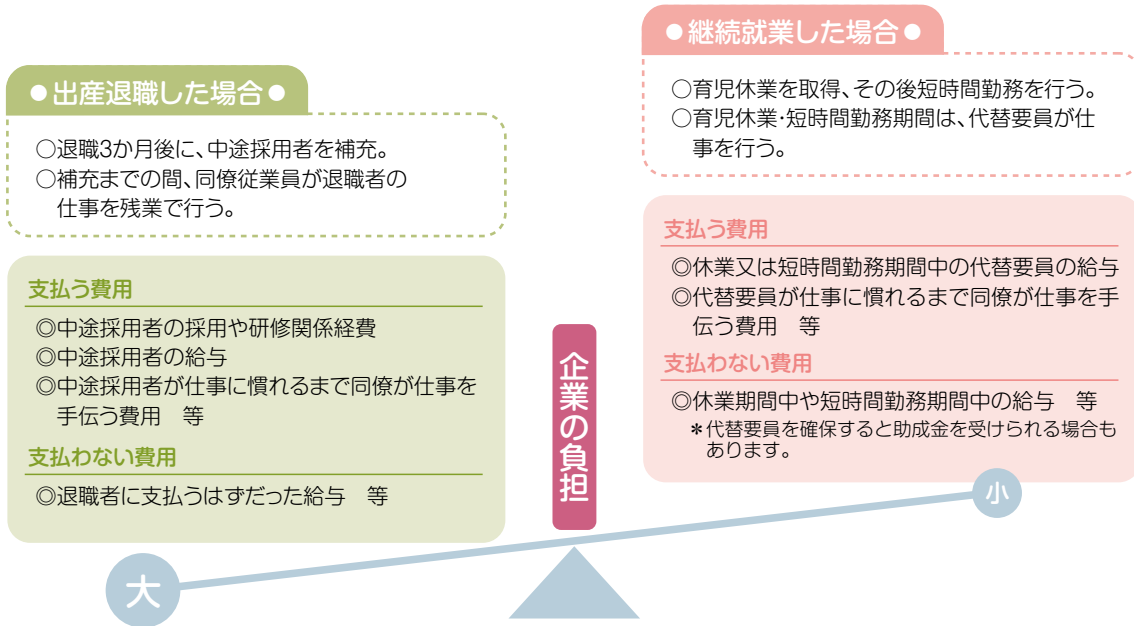 ●出産退職した場合●
○退職3か月後に、中途採用者を補充。
○補充までの間、同僚従業員が退職者の
仕事を残業で行う。
支払う費用
◎中途採用者の採用や研修関係経費
◎中途採用者の給与
◎中途採用者が仕事に慣れるまで同僚が仕事を
手伝う費用　等
支払わない費用
◎退職者に支払うはずだった給与　等
大
企業の負担
●継続就業した場合●
○育児休業を取得、その後短時間勤務を行う。
○育児休業・短時間勤務期間は、代替要員が仕
事を行う。
支払う費用
◎休業又は短時間勤務期間中の代替要員の給与
◎代替要員が仕事に慣れるまで同僚が仕事を手
伝う費用　等
支払わない費用
◎休業期間中や短時間勤務期間中の給与　等
＊代替要員を確保すると助成金を受けられる場合も
あります。
小